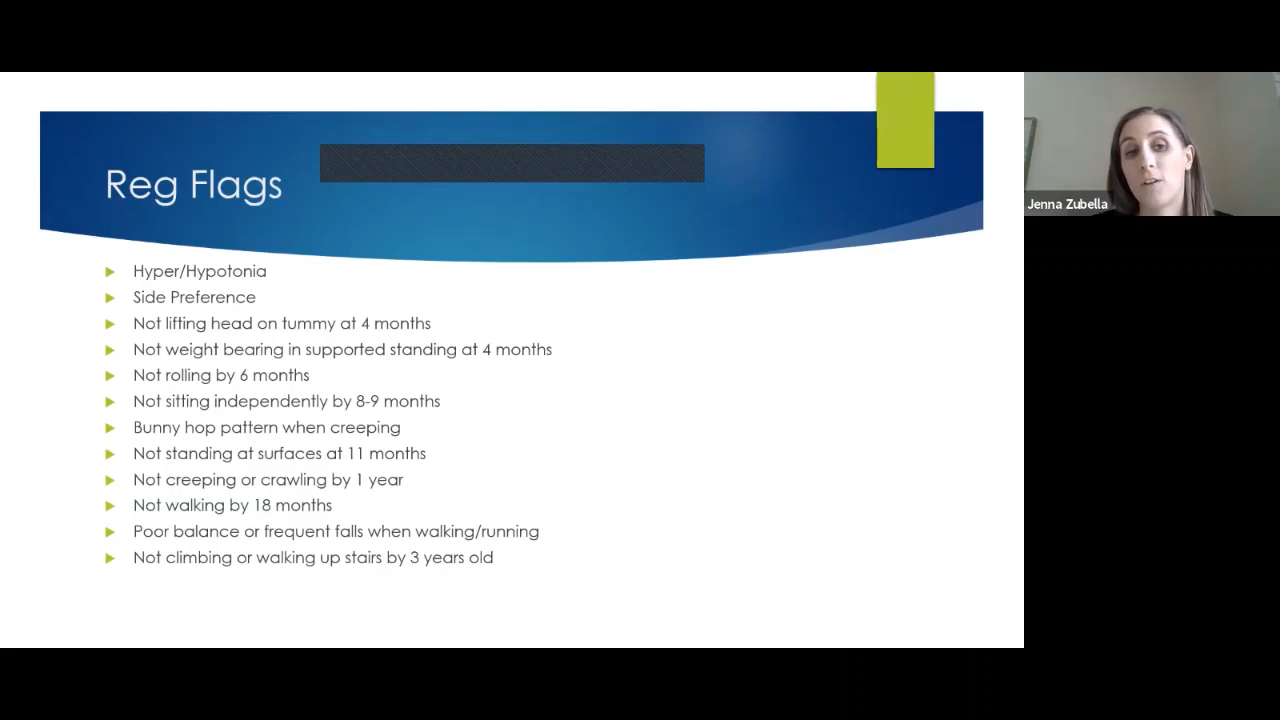 Reg Flags
Hyper/Hypotonia
Side Preference
Not lifting head on tummy at 4 months
Not weight bearing in supported standing at 4 months
Not rolling by 6 months
Not sitting independently by 8-9 months
Bunny hop pattern when creeping
Not standing at surfaces at 11 months
Not creeping or crawling by 1 year
Not walking by 18 months
Poor balance or frequent falls when walking/running
Not climbing or walking up stairs by 3 years old
Jenna Zubella